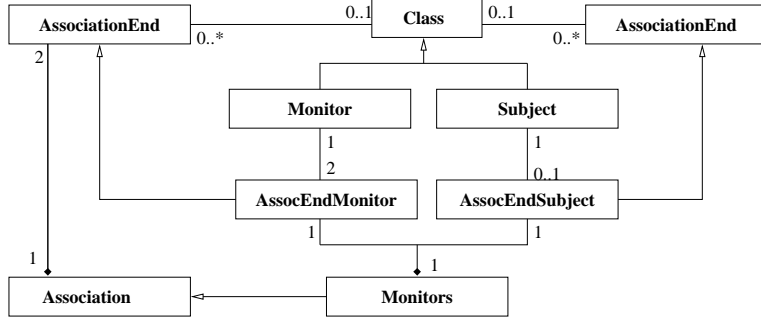 AssociationEnd
0..1
Class
0..1
AssociationEnd
2
0..*
0..*
Monitor
Subject
1
1
2
0..1
AssocEndMonitor
AssocEndSubject
1
1
1
1
Association
Monitors